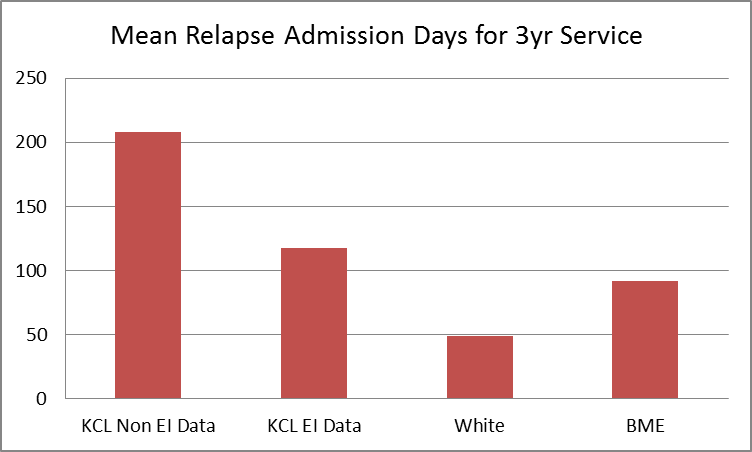 Mean Relapse Admission Days for 3yr Service
250
200
150
100
50
0
KCL Non EI Data
KCL EI Data
White
BME